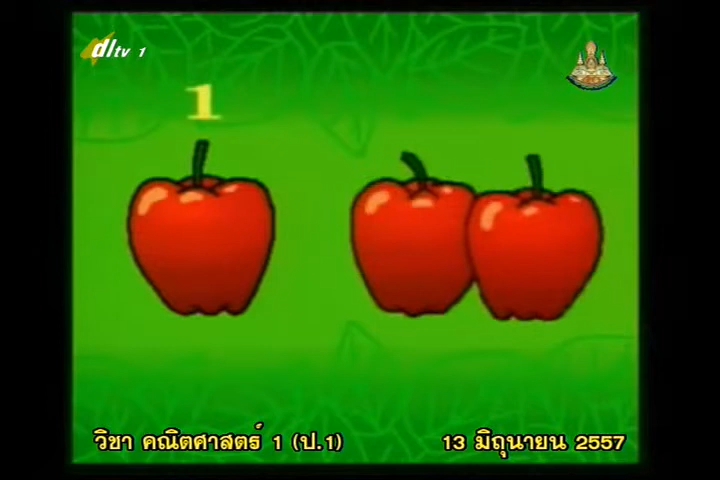 dltv 1
1
วิชา คณิตศาสตร์ 1 (ป.1) 13 มิถุนายน 2557